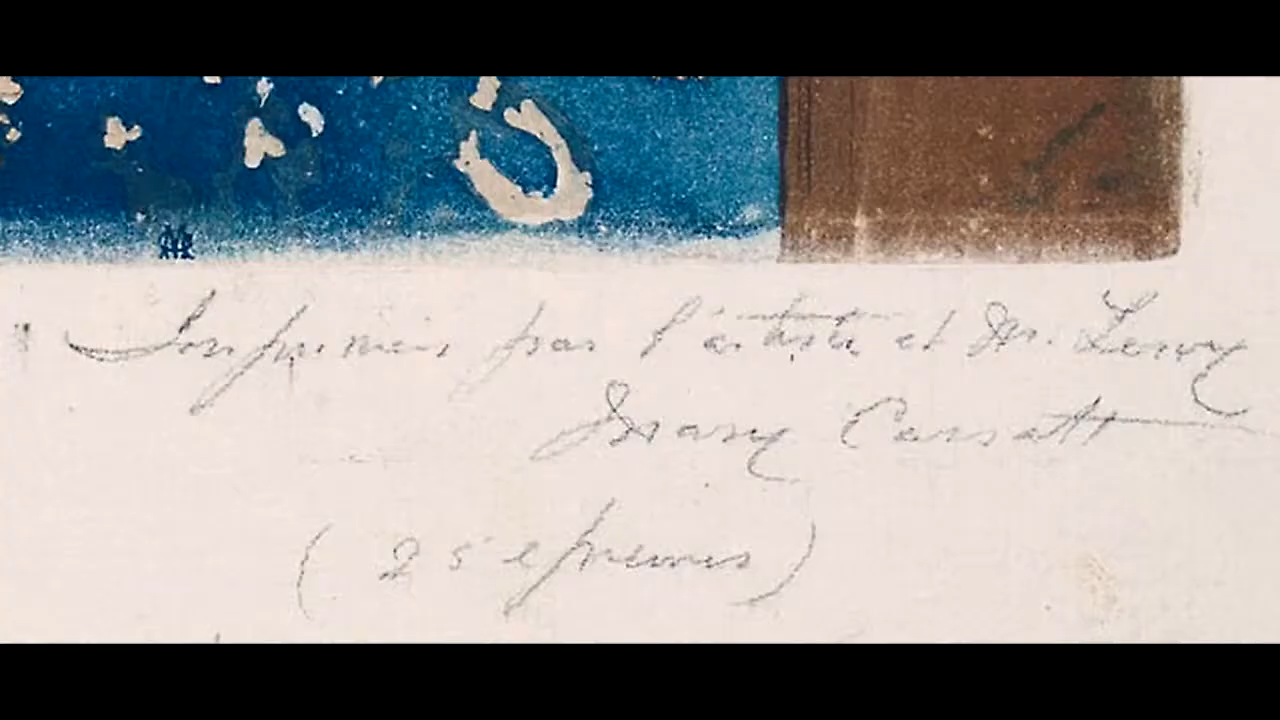 Imprimée par l'artiste et M. Leroy
Mary Cassatt
(25 épreuves)